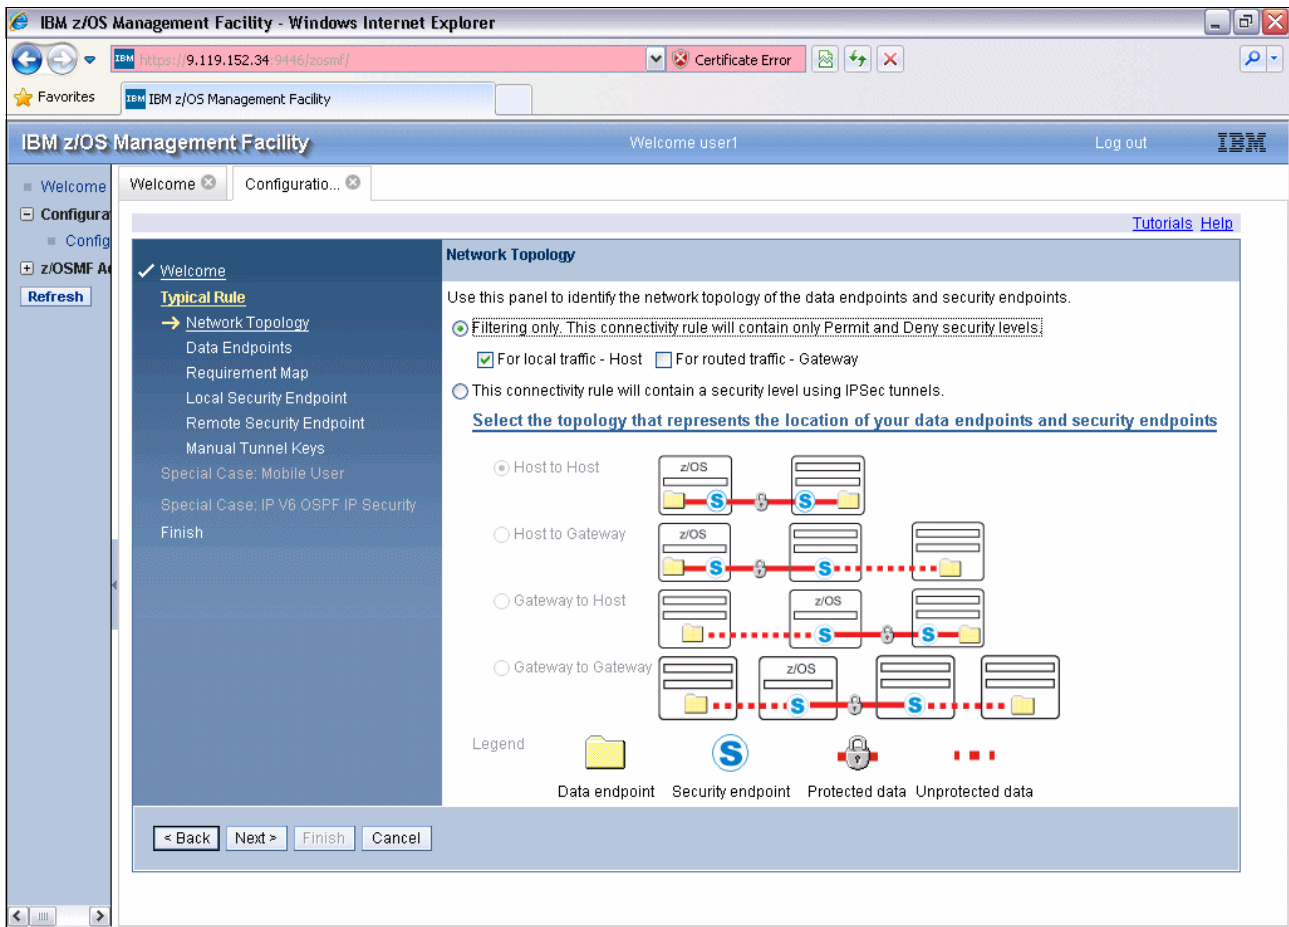 IBM z/OS Management Facility - Windows Internet Explorer
IBM https://9.119.152.34:9446/zosmf/ Certificate Error
Favorites IBM IBM z/OS Management Facility
IBM z/OS Management Facility Welcome user1 Log out IBM
Welcome
Configura
Config
z/OSMF Ad
Refresh
Welcome Configuratio...
Tutorials Help
Welcome
Typical Rule
Network Topology
Data Endpoints
Requirement Map
Local Security Endpoint
Remote Security Endpoint
Manual Tunnel Keys
Special Case: Mobile User
Special Case: IP V6 OSPF IP Security
Finish
Network Topology
Use this panel to identify the network topology of the data endpoints and security endpoints.
Filtering only. This connectivity rule will contain only Permit and Deny security levels.
For local traffic - Host For routed traffic - Gateway
This connectivity rule will contain a security level using IPSec tunnels.
Select the topology that represents the location of your data endpoints and security endpoints
Host to Host z/OS
S S
Host to Gateway z/OS
S S
Gateway to Host z/OS
S S
Gateway to Gateway z/OS
S S
Legend S
Data endpoint Security endpoint Protected data Unprotected data
< Back Next > Finish Cancel